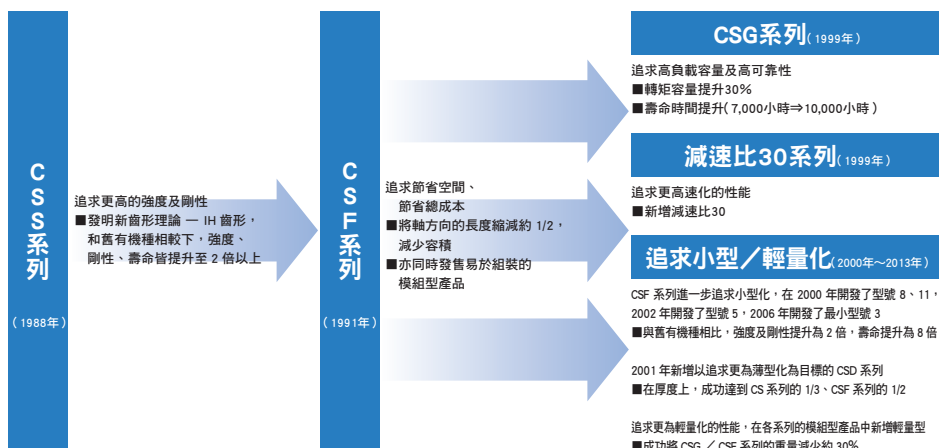 CSS系列
（1988年）
追求更高的強度及剛性
■發明新齒形理論 — IH 齒形，
和舊有機種相較下，強度、
剛性、壽命皆提升至 2 倍以上
CSF系列
（1991年）
追求節省空間、
節省總成本
■將軸方向的長度縮減約 1/2，
減少容積
■亦同時發售易於組裝的
模組型產品
CSG系列（1999年）
追求高負載容量及高可靠性
■轉矩容量提升30%
■壽命時間提升（7,000小時⇒10,000小時）
減速比30系列（1999年）
追求更高速化的性能
■新增減速比30
追求小型／輕量化（2000年～2013年）
CSF 系列進一步追求小型化，在 2000 年開發了型號 8、11，
2002 年開發了型號 5，2006 年開發了最小型號 3
■與舊有機種相比，強度及剛性提升為 2 倍，壽命提升為 8 倍
2001 年新增以追求更為薄型化為目標的 CSD 系列
■在厚度上，成功達到 CS 系列的 1/3、CSF 系列的 1/2
追求更為輕量化的性能，在各系列的模組型產品中新增輕量型
■成功將 CSG ／ CSF 系列的重量減少約 30%